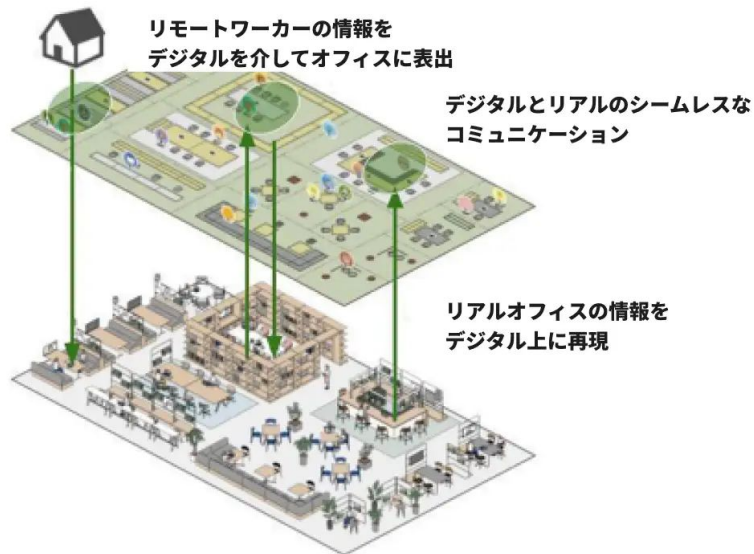 リモートワーカーの情報を
デジタルを介してオフィスに表出
デジタルとリアルのシームレスな
コミュニケーション
リアルオフィスの情報を
デジタル上に再現